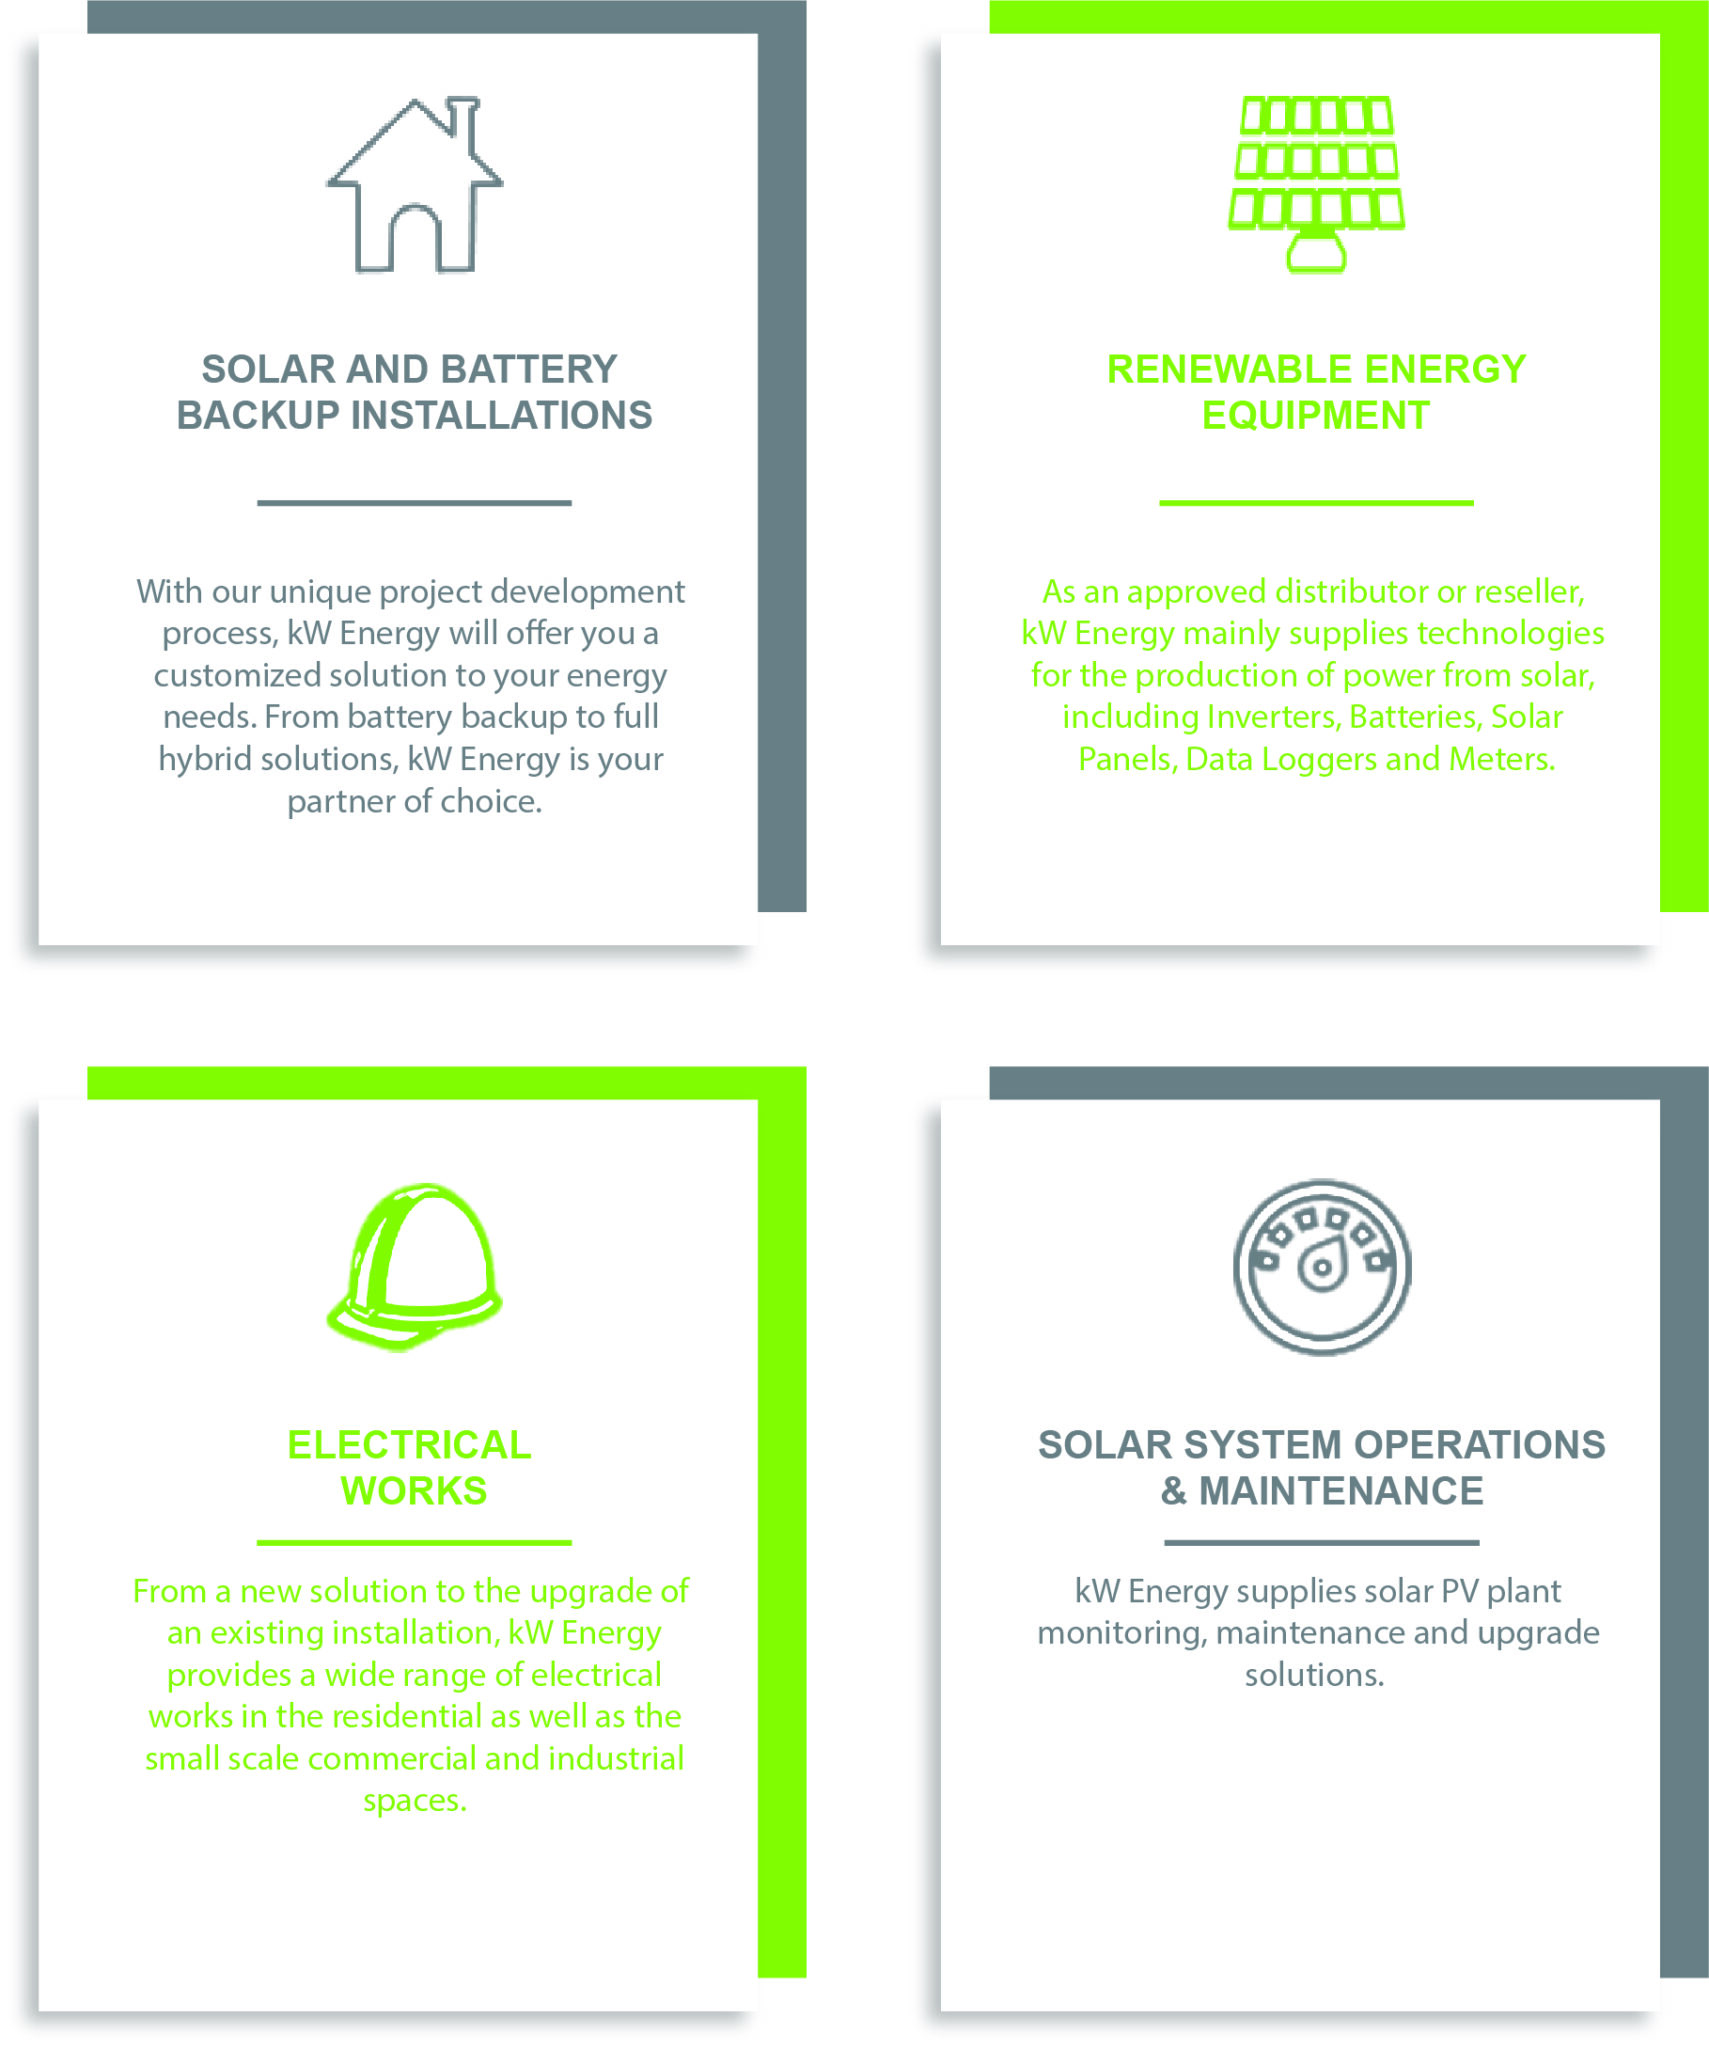 SOLAR AND BATTERY
BACKUP INSTALLATIONS
With our unique project development
process, kW Energy will offer you a
customized solution to your energy
needs. From battery backup to full
hybrid solutions, kW Energy is your
partner of choice.
RENEWABLE ENERGY
EQUIPMENT
As an approved distributor or reseller,
kW Energy mainly supplies technologies
for the production of power from solar,
including Inverters, Batteries, Solar
Panels, Data Loggers and Meters.
ELECTRICAL
WORKS
From a new solution to the upgrade of
an existing installation, kW Energy
provides a wide range of electrical
works in the residential as well as the
small scale commercial and industrial
spaces.
SOLAR SYSTEM OPERATIONS
& MAINTENANCE
kW Energy supplies solar PV plant
monitoring, maintenance and upgrade
solutions.